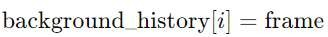 background_history[i] = frame